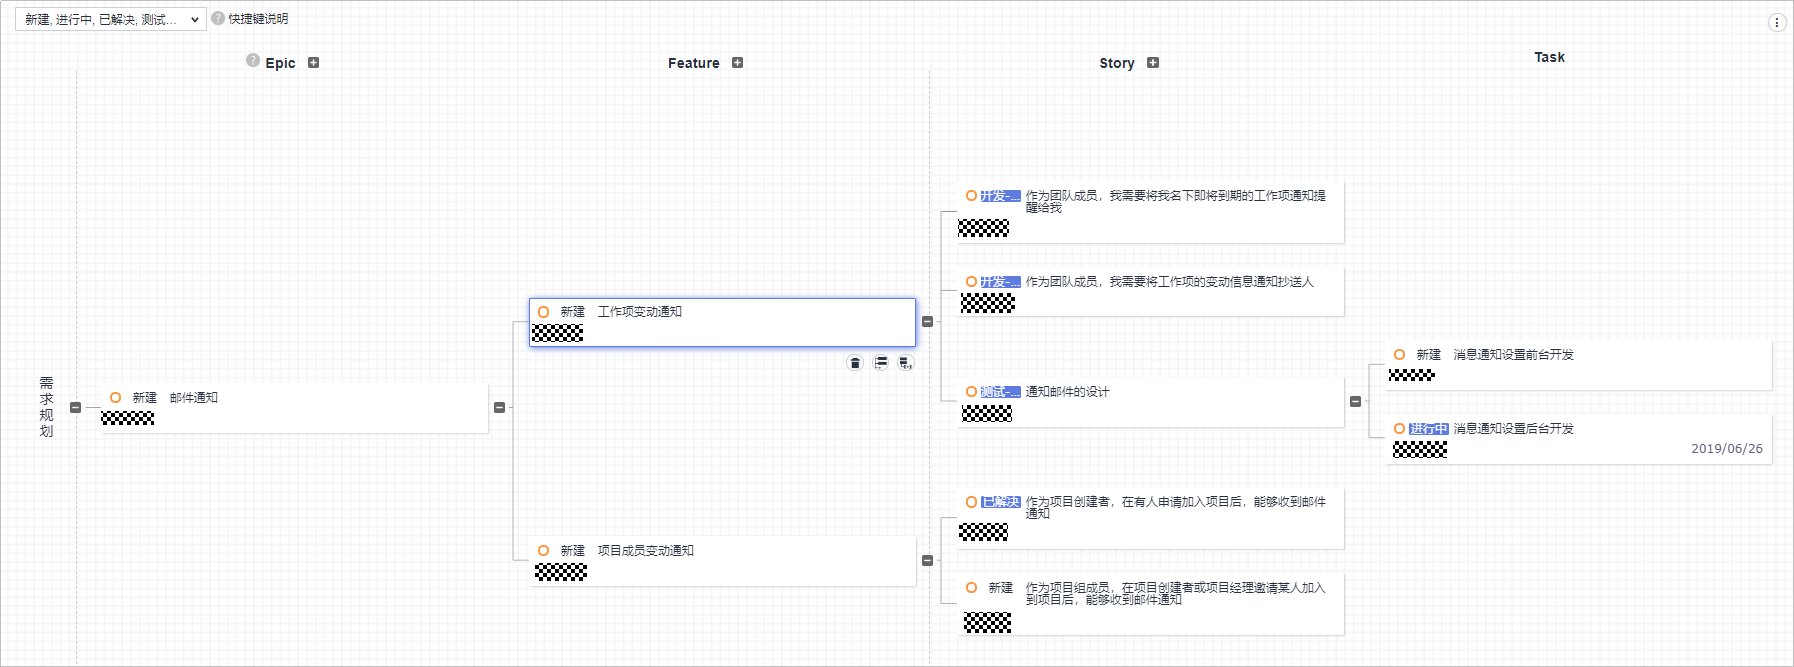 新建, 进行中, 已解决, 测试...
快捷键说明
Epic
Feature
Story
Task
需求规划
新建 邮件通知
新建 工作项变动通知
新建 项目成员变动通知
开发-... 作为团队成员，我需要将我名下即将到期的工作项通知提
醒给我
开发-... 作为团队成员，我需要将工作项的变动信息通知抄送人
测试-... 通知邮件的设计
已解决 作为项目创建者，在有人申请加入项目后，能够收到邮件
通知
新建 作为项目组成员，在项目创建者或项目经理邀请某人加入
到项目后，能够收到邮件通知
新建 消息通知设置前台开发
进行中 消息通知设置后台开发
2019/06/26